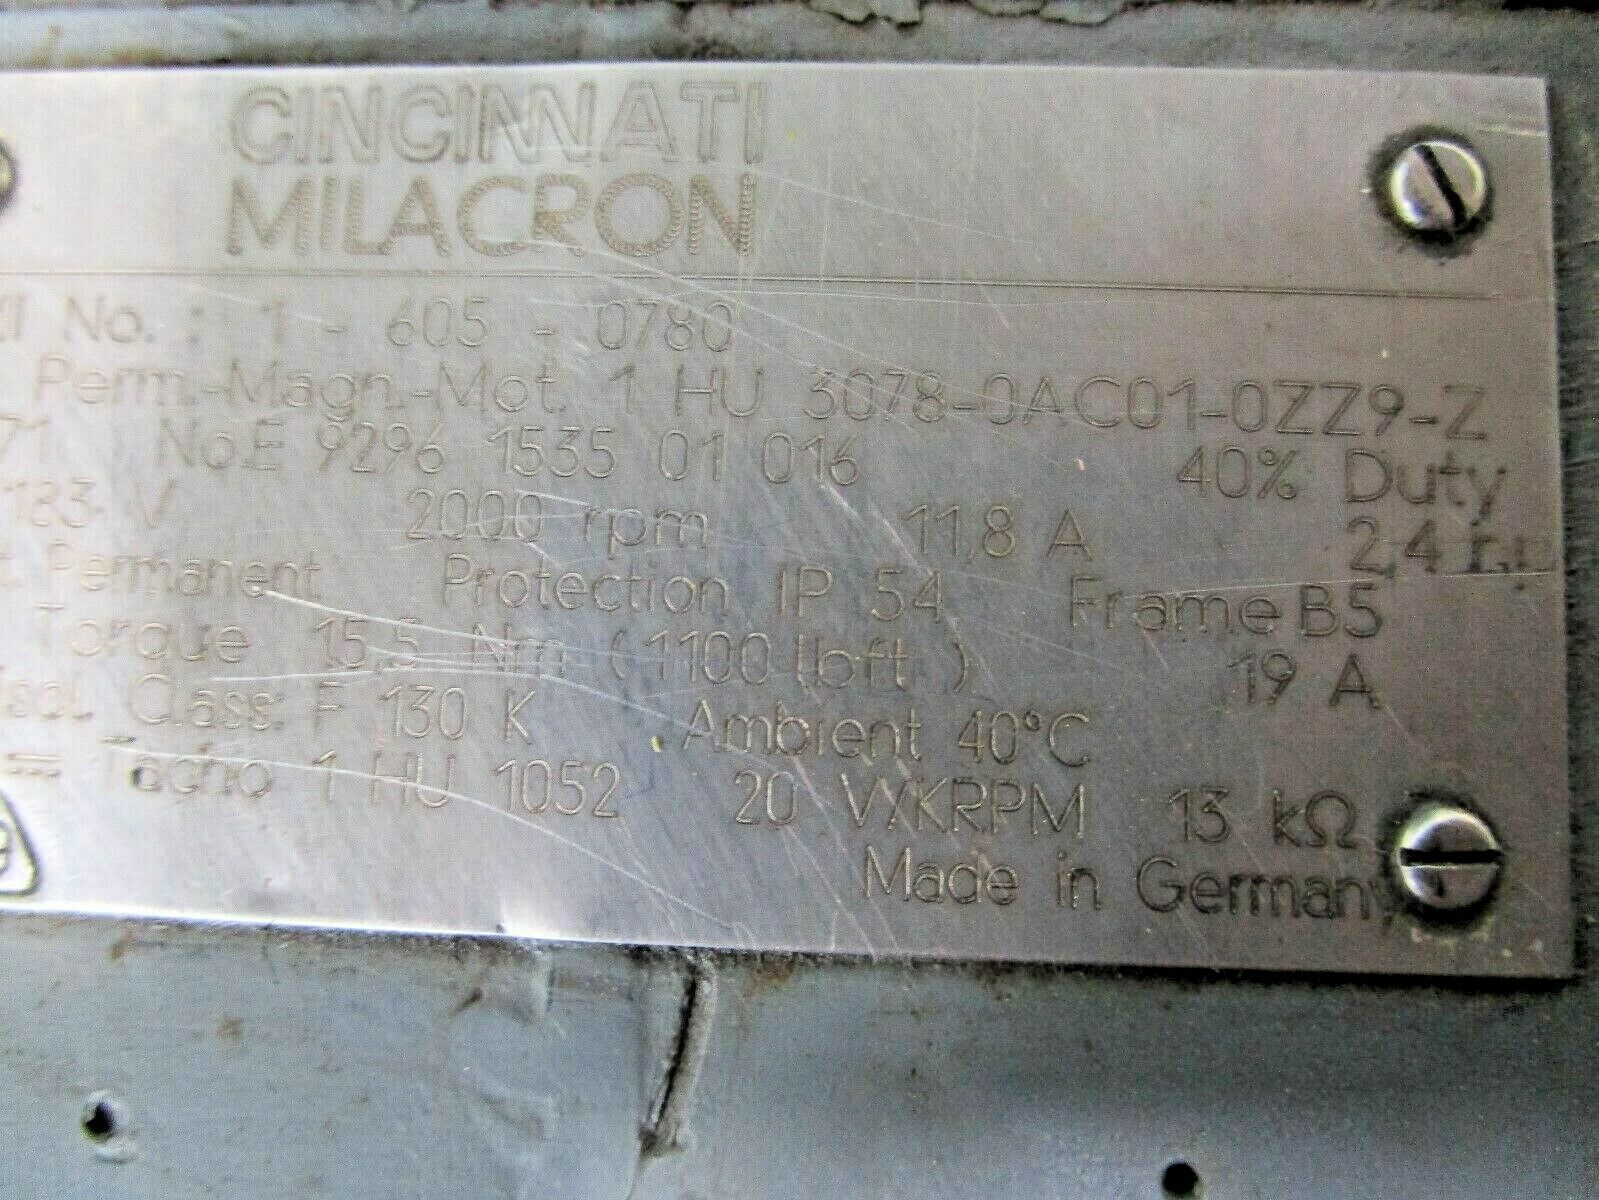 CINCINNATI
MILACRON
No. : 1 - 605 - 0780
Perm.-Magn.-Mot. 1 HU 3078-0AC01-0ZZ9-Z
71 No.E 9296 1535 01 016 40% Duty
183 V 2000 rpm 11,8 A 2,4
Permanent Protection IP 54 Frame B5
Torque 15,5 Nm (1100 lbft ) 19 A
Isol. Class: F 130 K Ambient 40°C
Tacho 1 HU 1052 20 V/KRPM 13 kΩ
Made in Germany
9